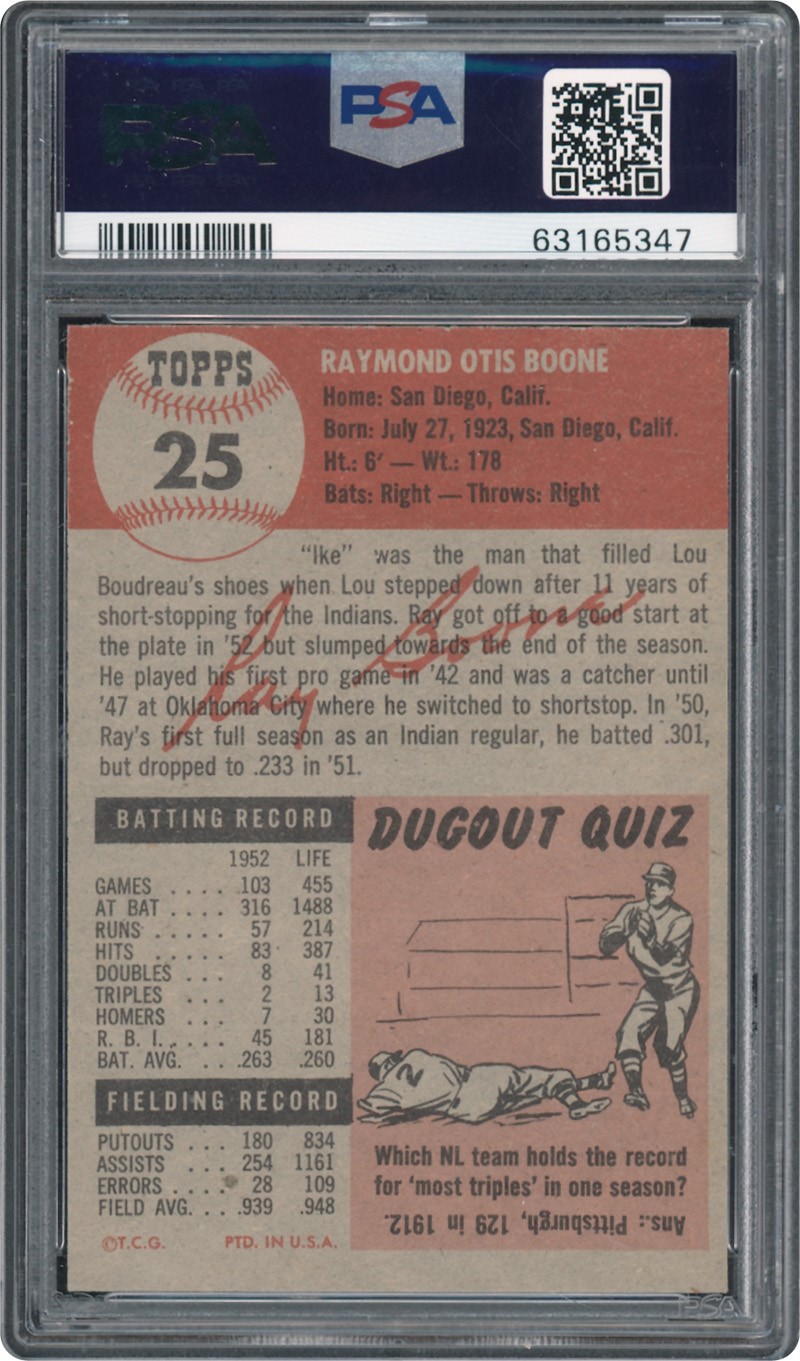 PSA
PSA
63165347
TOPPS
25
RAYMOND OTIS BOONE
Home: San Diego, Calif.
Born: July 27, 1923, San Diego, Calif.
Ht.: 6′ — Wt.: 178
Bats: Right — Throws: Right
"Ike" was the man that filled Lou
Boudreau's shoes when Lou stepped down after 11 years of
short-stopping for the Indians. Ray got off to a good start at
the plate in '52 but slumped towards the end of the season.
He played his first pro game in '42 and was a catcher until
'47 at Oklahoma City where he switched to shortstop. In '50,
Ray's first full season as an Indian regular, he batted .301,
but dropped to .233 in '51.
Ray Boone
BATTING RECORD
1952 LIFE
GAMES .... 103 455
AT BAT .... 316 1488
RUNS ..... 57 214
HITS ..... 83 387
DOUBLES ... 8 41
TRIPLES ... 2 13
HOMERS ... 7 30
R. B. I. .... 45 181
BAT. AVG. ... .263 .260
FIELDING RECORD
PUTOUTS ... 180 834
ASSISTS ... 254 1161
ERRORS .... 28 109
FIELD AVG. ... .939 .948
©T.C.G. PTD. IN U.S.A.
DUGOUT QUIZ
2
Which NL team holds the record
for 'most triples' in one season?
Ans.: Pittsburgh, 129 in 1912.
PSA